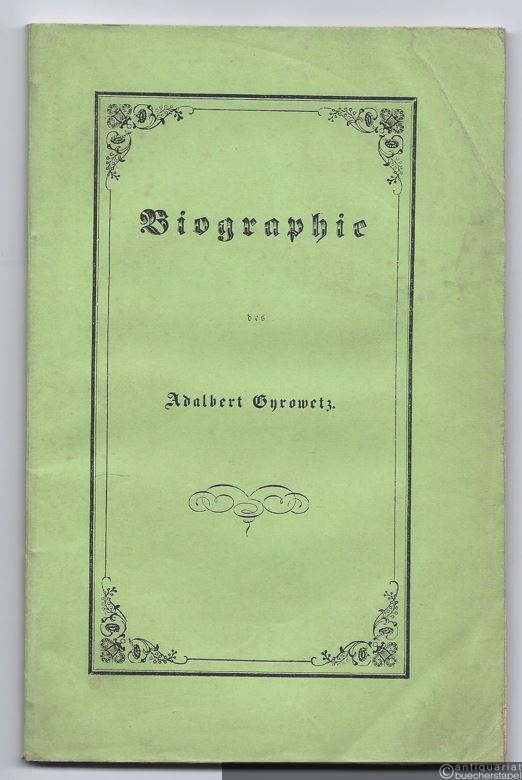 Biographie
des
Adalbert Gyrowetz.
©antiquariat
buecherstapel